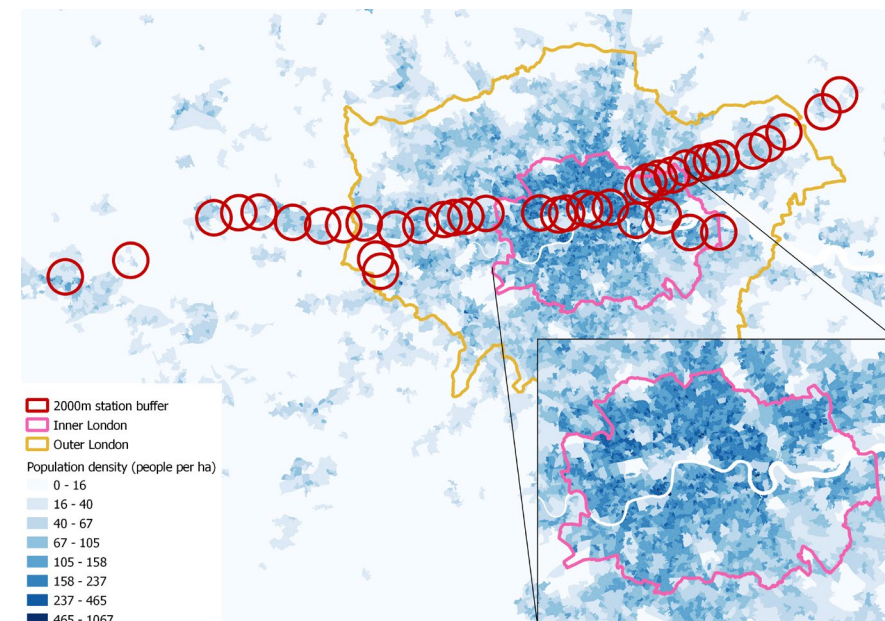 2000m station buffer
Inner London
Outer London
Population density (people per ha)
0 - 16
16 - 40
40 - 67
67 - 105
105 - 158
158 - 237
237 - 465
465 - 1067